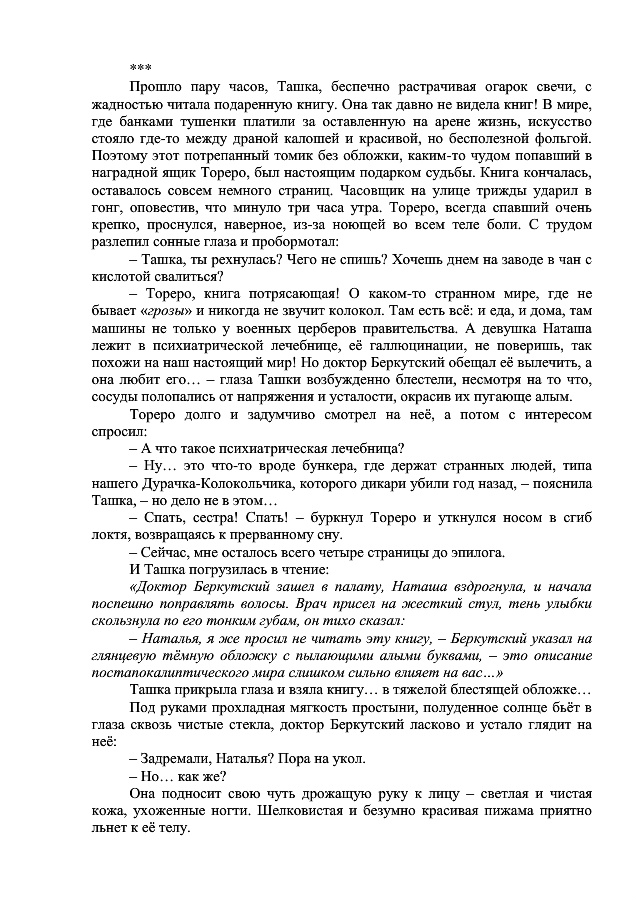 ***
Прошло пару часов, Ташка, беспечно растрачивая огарок свечи, с
жадностью читала подаренную книгу. Она так давно не видела книг! В мире,
где банками тушенки платили за оставленную на арене жизнь, искусство
стояло где-то между драной калошей и красивой, но бесполезной фольгой.
Поэтому этот потрепанный томик без обложки, каким-то чудом попавший в
наградной ящик Тореро, был настоящим подарком судьбы. Книга кончалась,
оставалось совсем немного страниц. Часовщик на улице трижды ударил в
гонг, оповестив, что минуло три часа утра. Тореро, всегда спавший очень
крепко, проснулся, наверное, из-за ноющей во всем теле боли. С трудом
разлепил сонные глаза и пробормотал:
– Ташка, ты рехнулась? Чего не спишь? Хочешь днем на заводе в чан с
кислотой свалиться?
– Тореро, книга потрясающая! О каком-то странном мире, где не
бывает «грозы» и никогда не звучит колокол. Там есть всё: и еда, и дома, там
машины не только у военных церберов правительства. А девушка Наташа
лежит в психиатрической лечебнице, её галлюцинации, не поверишь, так
похожи на наш настоящий мир! Но доктор Беркутский обещал её вылечить, а
она любит его… – глаза Ташки возбужденно блестели, несмотря на то что,
сосуды полопались от напряжения и усталости, окрасив их пугающе алым.
Тореро долго и задумчиво смотрел на неё, а потом с интересом
спросил:
– А что такое психиатрическая лечебница?
– Ну… это что-то вроде бункера, где держат странных людей, типа
нашего Дурачка-Колокольчика, которого дикари убили год назад, – пояснила
Ташка, – но дело не в этом…
– Спать, сестра! Спать! – буркнул Тореро и уткнулся носом в сгиб
локтя, возвращаясь к прерванному сну.
– Сейчас, мне осталось всего четыре страницы до эпилога.
И Ташка погрузилась в чтение:
«Доктор Беркутский зашел в палату, Наташа вздрогнула, и начала
поспешно поправлять волосы. Врач присел на жесткий стул, тень улыбки
скользнула по его тонким губам, он тихо сказал:
– Наталья, я же просил не читать эту книгу, – Беркутский указал на
глянцевую тёмную обложку с пылающими алыми буквами, – это описание
постапокалиптического мира слишком сильно влияет на вас…»
Ташка прикрыла глаза и взяла книгу… в тяжелой блестящей обложке…
Под руками прохладная мягкость простыни, полуденное солнце бьёт в
глаза сквозь чистые стекла, доктор Беркутский ласково и устало глядит на
неё:
– Задремали, Наталья? Пора на укол.
– Но… как же?
Она подносит свою чуть дрожащую руку к лицу – светлая и чистая
кожа, ухоженные ногти. Шелковистая и безумно красивая пижама приятно
льнет к её телу.